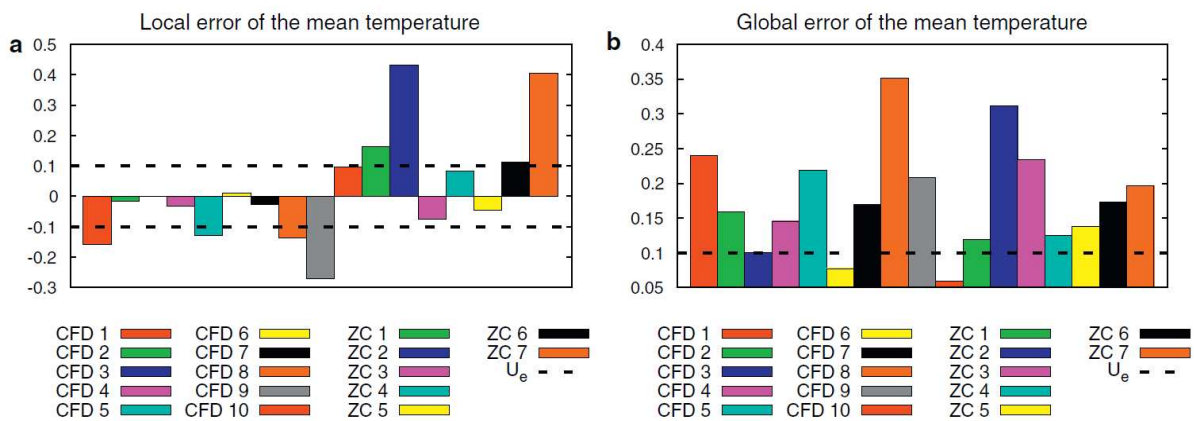 Local error of the mean temperature
a
0.5
0.4
0.3
0.2
0.1
0
-0.1
-0.2
-0.3
CFD 1 CFD 6 ZC 1 ZC 6
CFD 2 CFD 7 ZC 2 ZC 7
CFD 3 CFD 8 ZC 3 Ue
CFD 4 CFD 9 ZC 4
CFD 5 CFD 10 ZC 5
Global error of the mean temperature
b
0.4
0.35
0.3
0.25
0.2
0.15
0.1
0.05
CFD 1 CFD 6 ZC 1 ZC 6
CFD 2 CFD 7 ZC 2 ZC 7
CFD 3 CFD 8 ZC 3 Ue
CFD 4 CFD 9 ZC 4
CFD 5 CFD 10 ZC 5